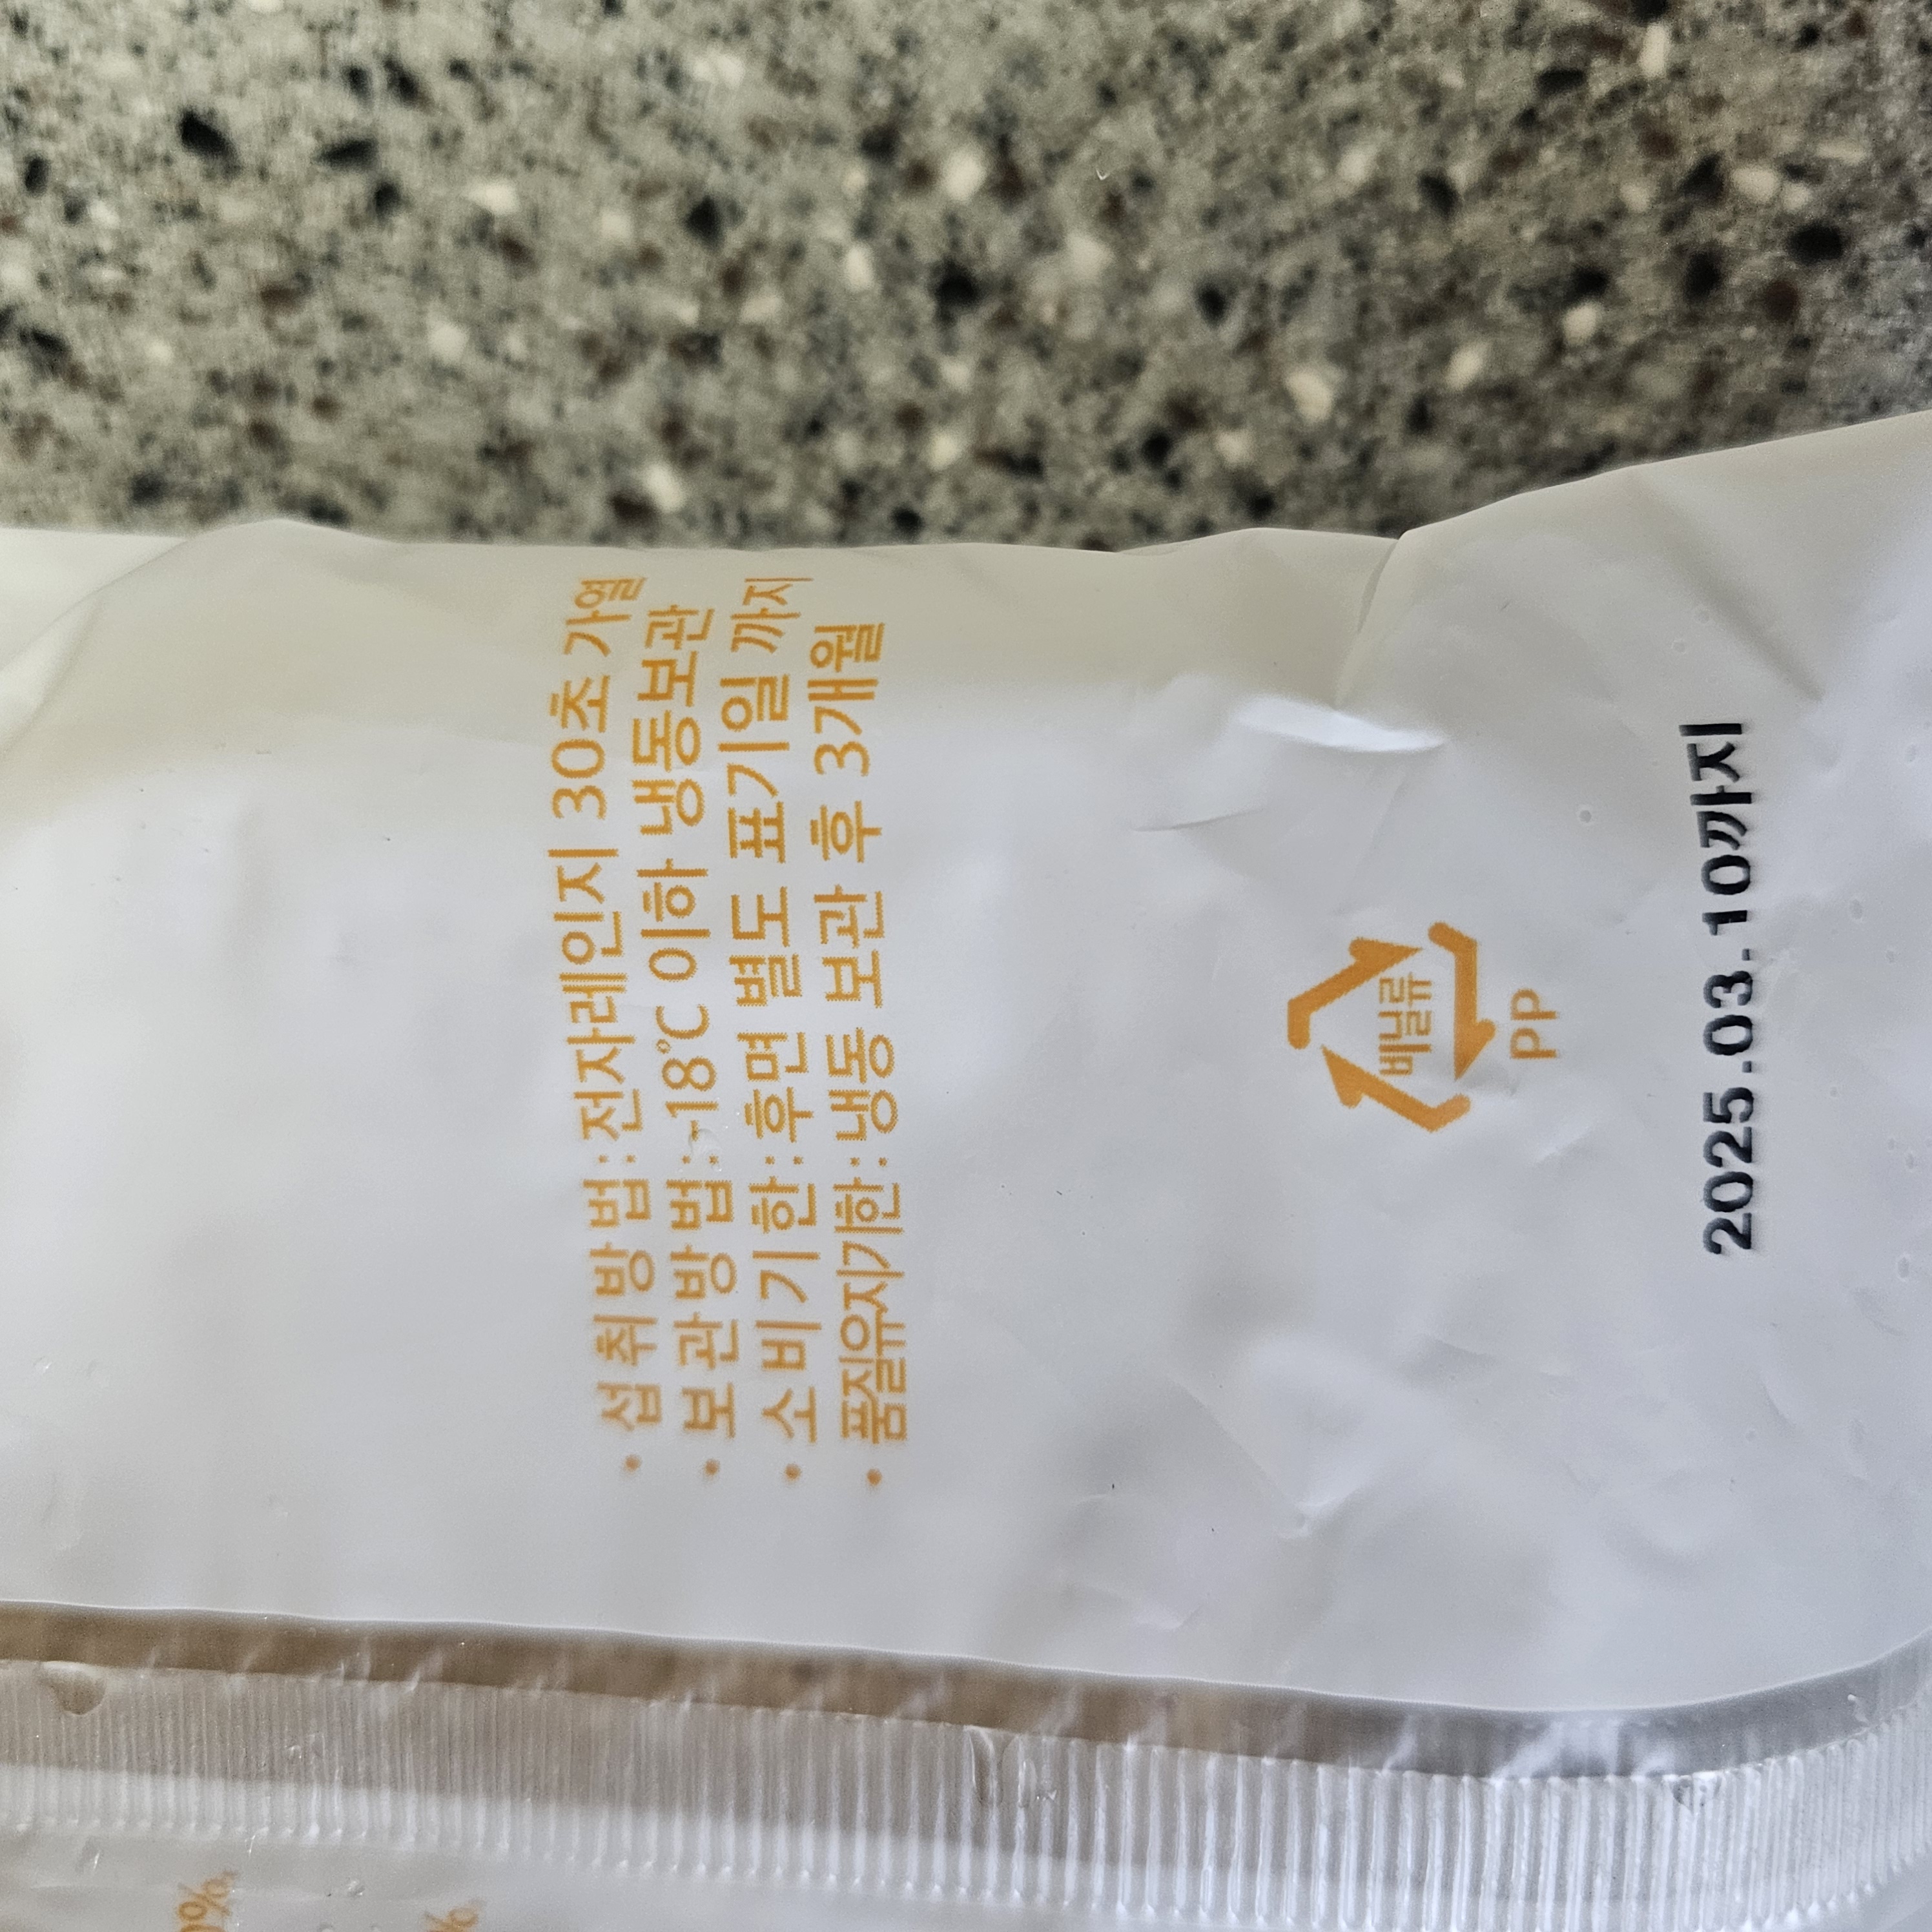 · 섭취방법:전자레인지 30초 가열
· 보관방법:-18℃ 이하 냉동보관
· 소비기한:후면 별도 표기일 까지
· 품질유지기한:냉동 보관 후 3개월
비닐류
PP
2025.03.10까지
%.
%.